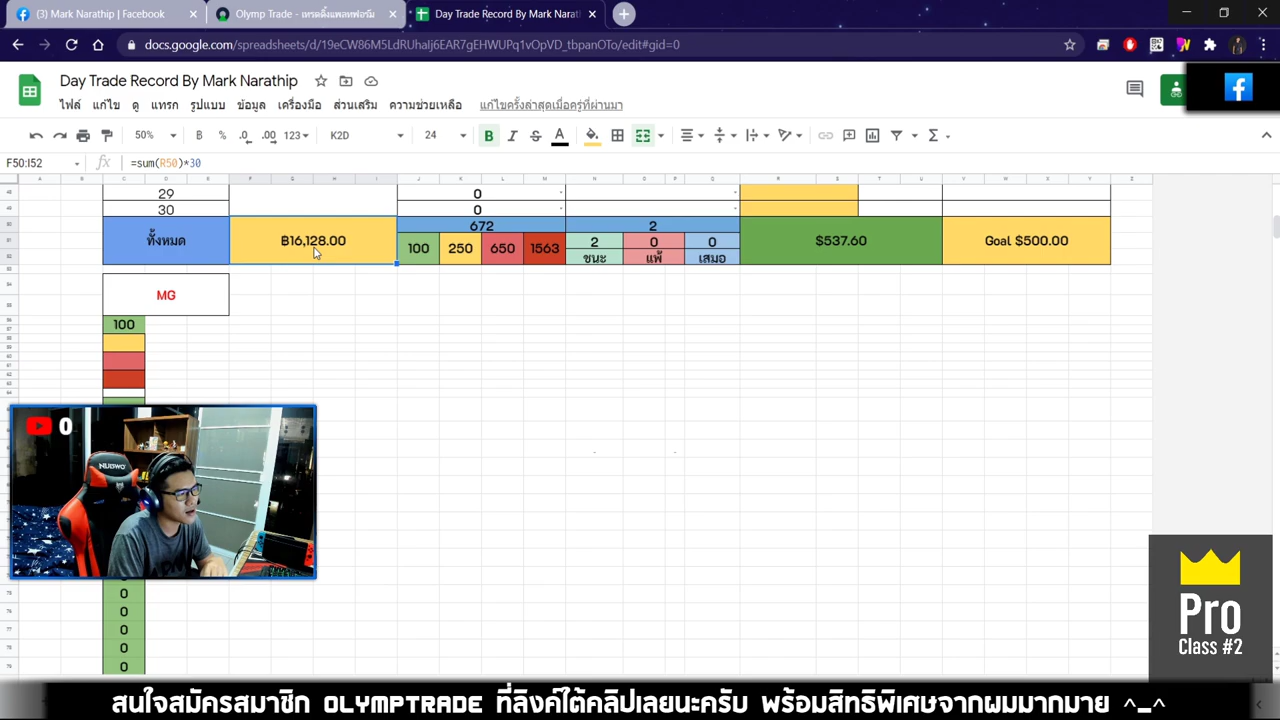 (3) Mark Narathip | Facebook
Olymp Trade - เทรดดิ้งแพลทฟอร์ม
Day Trade Record By Mark Narat
docs.google.com/spreadsheets/d/19eCW86M5LdRUhaIj6EAR7gEHWUPq1vOpVD_tbpanOTo/edit#gid=0
Day Trade Record By Mark Narathip
ไฟล์ แก้ไข ดู แทรก รูปแบบ ข้อมูล เครื่องมือ ส่วนเสริม ความช่วยเหลือ แก้ไขครั้งล่าสุดเมื่อครู่ที่ผ่านมา
50% ฿ % .0 .00 123 K2D 24 B I S A
F50:I52 fx =sum(R50)*30
29 0
30 0
ทั้งหมด ฿16,128.00 672 2 $537.60 Goal $500.00
100 250 650 1563 2 0 0
ชนะ แพ้ เสมอ
MG
100
0
NUBWO
0
0
0
0
0
Pro
Class #2
สนใจสมัครสมาชิก OLYMPTRADE ที่ลิงค์ใต้คลิปเลยนะครับ พร้อมสิทธิพิเศษจากผมมากมาย ^_^